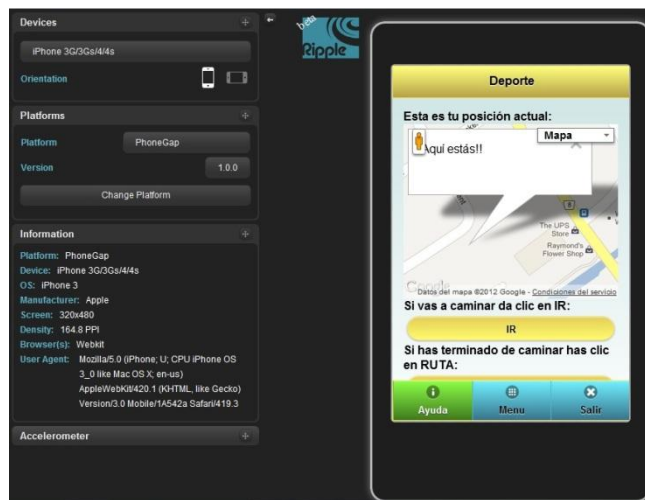 Devices
iPhone 3G/3Gs/4/4s
Orientation
Platforms
Platform PhoneGap
Version 1.0.0
Change Platform
Information
Platform: PhoneGap
Device: iPhone 3G/3Gs/4/4s
OS: iPhone 3
Manufacturer: Apple
Screen: 320x480
Density: 164.8 PPI
Browser(s): Webkit
User Agent: Mozilla/5.0 (iPhone; U; CPU iPhone OS
3_0 like Mac OS X; en-us)
AppleWebKit/420.1 (KHTML, like Gecko)
Version/3.0 Mobile/1A542a Safari/419.3
Accelerometer
beta
Ripple
Deporte
Esta es tu posición actual:
Mapa
Aquí estás!!
8
The UPS
Store
Raymond's
Flower Shop
Google
Datos del mapa ©2012 Google - Condiciones del servicio
Si vas a caminar da clic en IR:
IR
Si has terminado de caminar has clic
en RUTA:
Ayuda Menu Salir